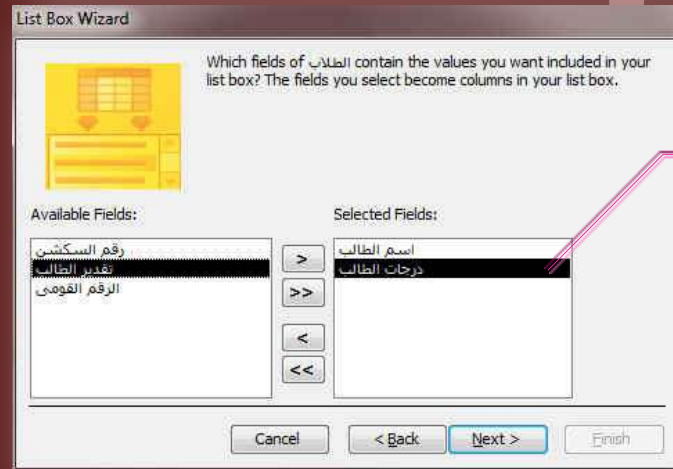 List Box Wizard
Which fields of الطلاب contain the values you want included in your
list box? The fields you select become columns in your list box.
Available Fields:
Selected Fields:
رقم السكشن
تقدير الطالب
الرقم القومى
>
>>
<
<<
اسم الطالب
درجات الطالب
Cancel
< Back
Next >
Finish